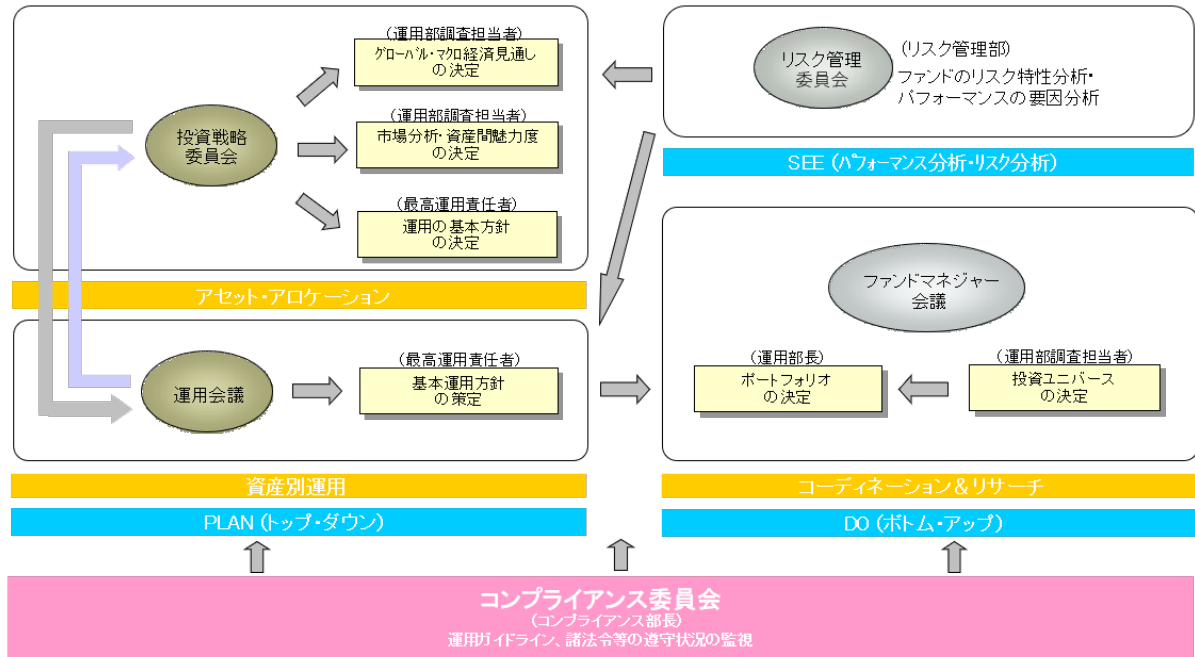 (運用部調査担当者)
グローバル・マクロ経済見通し
の決定
投資戦略
委員会
(運用部調査担当者)
市場分析・資産間魅力度
の決定
(最高運用責任者)
運用の基本方針
の決定
アセット・アロケーション
リスク管理
委員会
(リスク管理部)
ファンドのリスク特性分析・
パフォーマンスの要因分析
SEE (パフォーマンス分析・リスク分析)
運用会議
(最高運用責任者)
基本運用方針
の策定
資産別運用
PLAN (トップ・ダウン)
ファンドマネジャー
会議
(運用部長)
ポートフォリオ
の決定
(運用部調査担当者)
投資ユニバース
の決定
コーディネーション&リサーチ
DO (ボトム・アップ)
コンプライアンス委員会
(コンプライアンス部長)
運用ガイドライン、諸法令等の遵守状況の監視